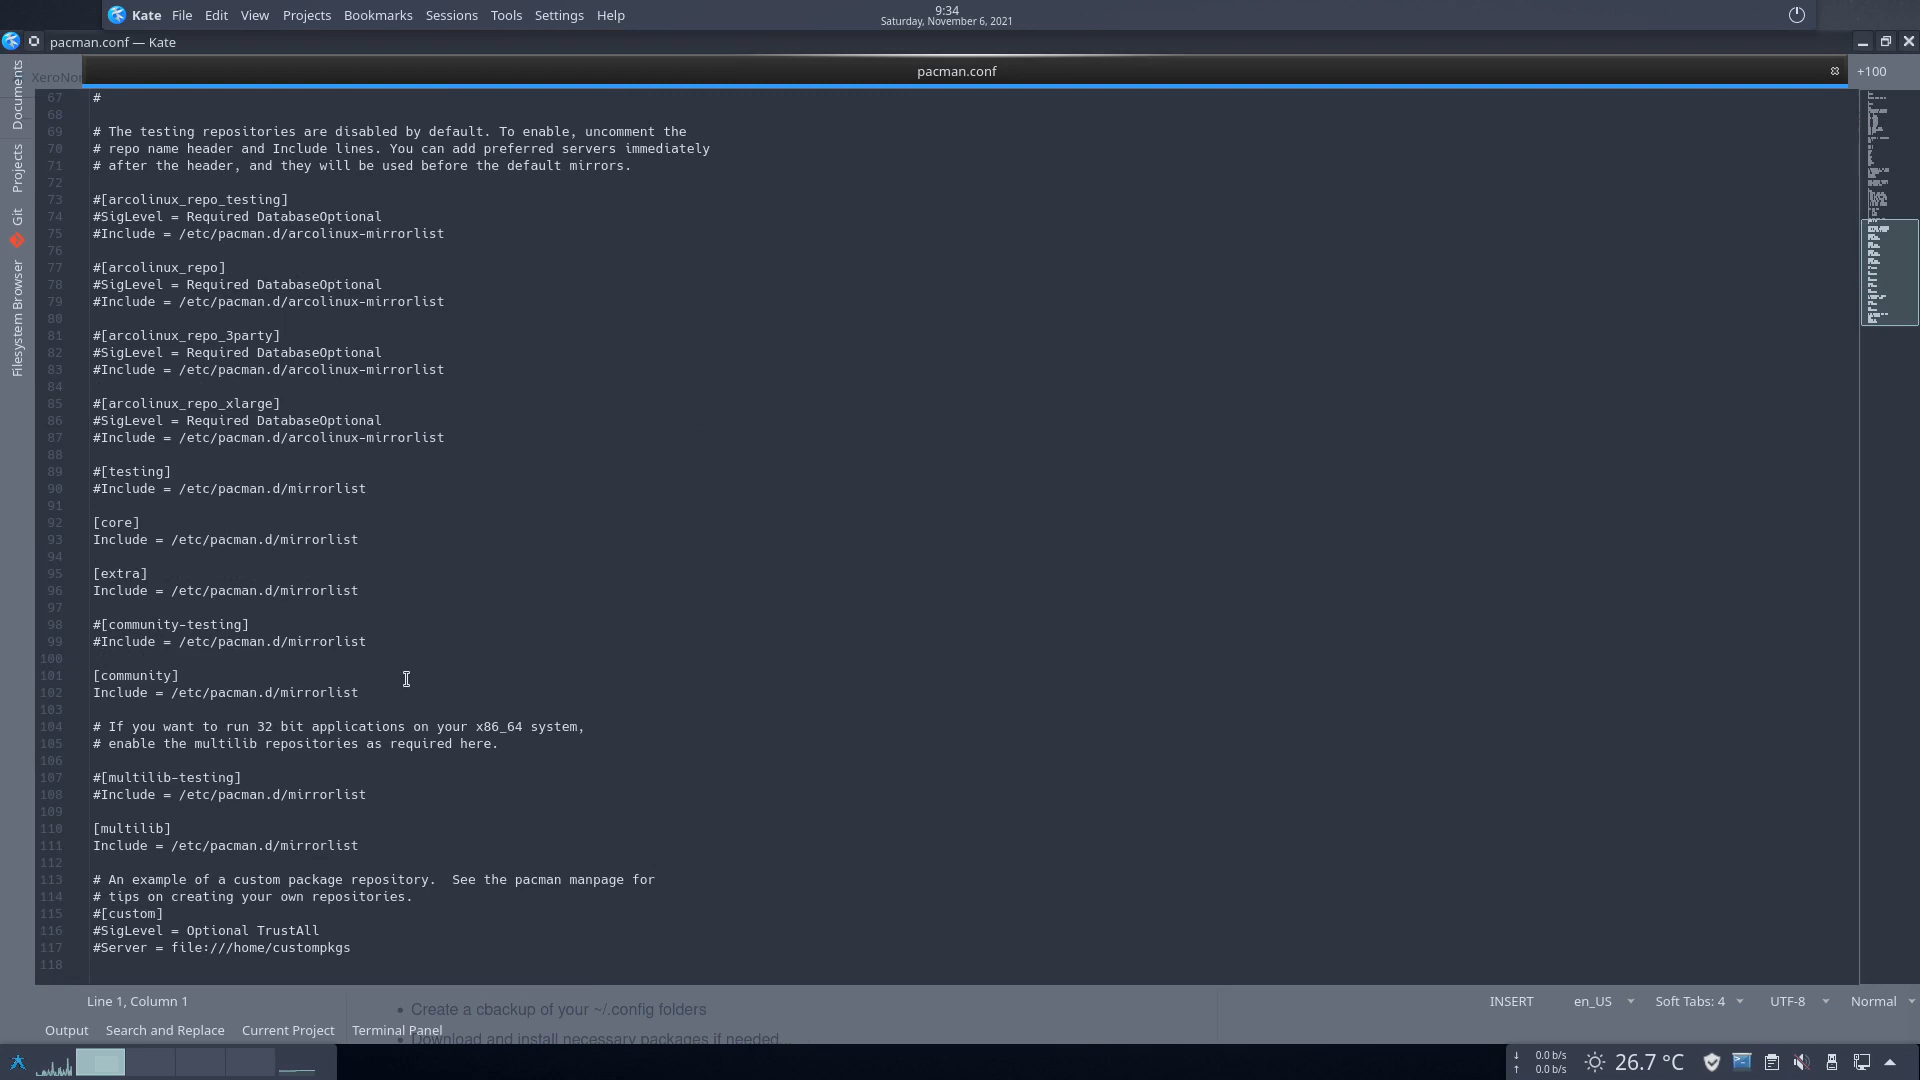 Kate File Edit View Projects Bookmarks Sessions Tools Settings Help
9:34
Saturday, November 6, 2021
pacman.conf — Kate
pacman.conf
+100
Documents
Projects
Git
Filesystem Browser
67 #
68
69 # The testing repositories are disabled by default. To enable, uncomment the
70 # repo name header and Include lines. You can add preferred servers immediately
71 # after the header, and they will be used before the default mirrors.
72
73 #[arcolinux_repo_testing]
74 #SigLevel = Required DatabaseOptional
75 #Include = /etc/pacman.d/arcolinux-mirrorlist
76
77 #[arcolinux_repo]
78 #SigLevel = Required DatabaseOptional
79 #Include = /etc/pacman.d/arcolinux-mirrorlist
80
81 #[arcolinux_repo_3party]
82 #SigLevel = Required DatabaseOptional
83 #Include = /etc/pacman.d/arcolinux-mirrorlist
84
85 #[arcolinux_repo_xlarge]
86 #SigLevel = Required DatabaseOptional
87 #Include = /etc/pacman.d/arcolinux-mirrorlist
88
89 #[testing]
90 #Include = /etc/pacman.d/mirrorlist
91
92 [core]
93 Include = /etc/pacman.d/mirrorlist
94
95 [extra]
96 Include = /etc/pacman.d/mirrorlist
97
98 #[community-testing]
99 #Include = /etc/pacman.d/mirrorlist
100
101 [community]
102 Include = /etc/pacman.d/mirrorlist
103
104 # If you want to run 32 bit applications on your x86_64 system,
105 # enable the multilib repositories as required here.
106
107 #[multilib-testing]
108 #Include = /etc/pacman.d/mirrorlist
109
110 [multilib]
111 Include = /etc/pacman.d/mirrorlist
112
113 # An example of a custom package repository.  See the pacman manpage for
114 # tips on creating your own repositories.
115 #[custom]
116 #SigLevel = Optional TrustAll
117 #Server = file:///home/custompkgs
118
Line 1, Column 1
• Create a cbackup of your ~/.config folders
INSERT en_US Soft Tabs: 4 UTF-8 Normal
Output Search and Replace Current Project Terminal Panel
• Download and install necessary packages if needed...
↓ 0.0 b/s
↑ 0.0 b/s
26.7 °C